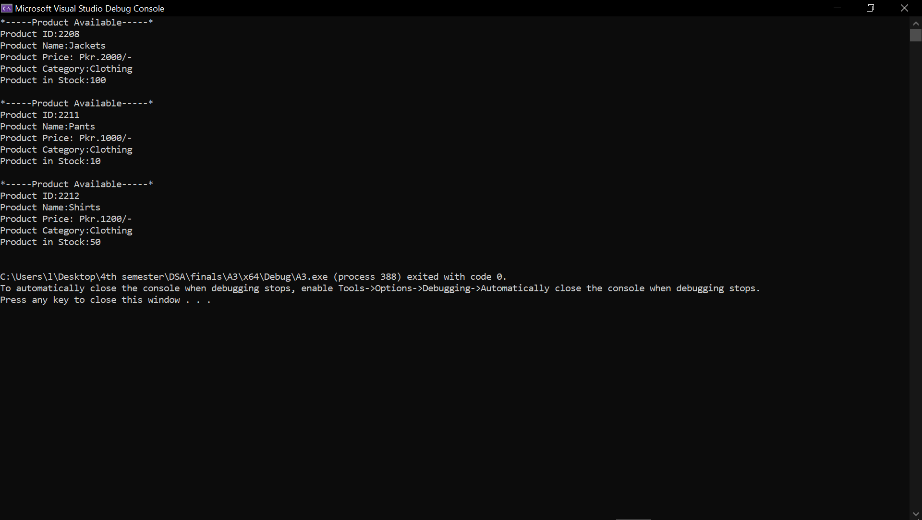 Microsoft Visual Studio Debug Console
*-----Product Available-----*
Product ID:2208
Product Name:Jackets
Product Price: Pkr.2000/-
Product Category:Clothing
Product in Stock:100
*-----Product Available-----*
Product ID:2211
Product Name:Pants
Product Price: Pkr.1000/-
Product Category:Clothing
Product in Stock:10
*-----Product Available-----*
Product ID:2212
Product Name:Shirts
Product Price: Pkr.1200/-
Product Category:Clothing
Product in Stock:50
C:\Users\l\Desktop\4th semester\DSA\finals\A3\x64\Debug\A3.exe (process 388) exited with code 0.
To automatically close the console when debugging stops, enable Tools->Options->Debugging->Automatically close the console when debugging stops.
Press any key to close this window . . .